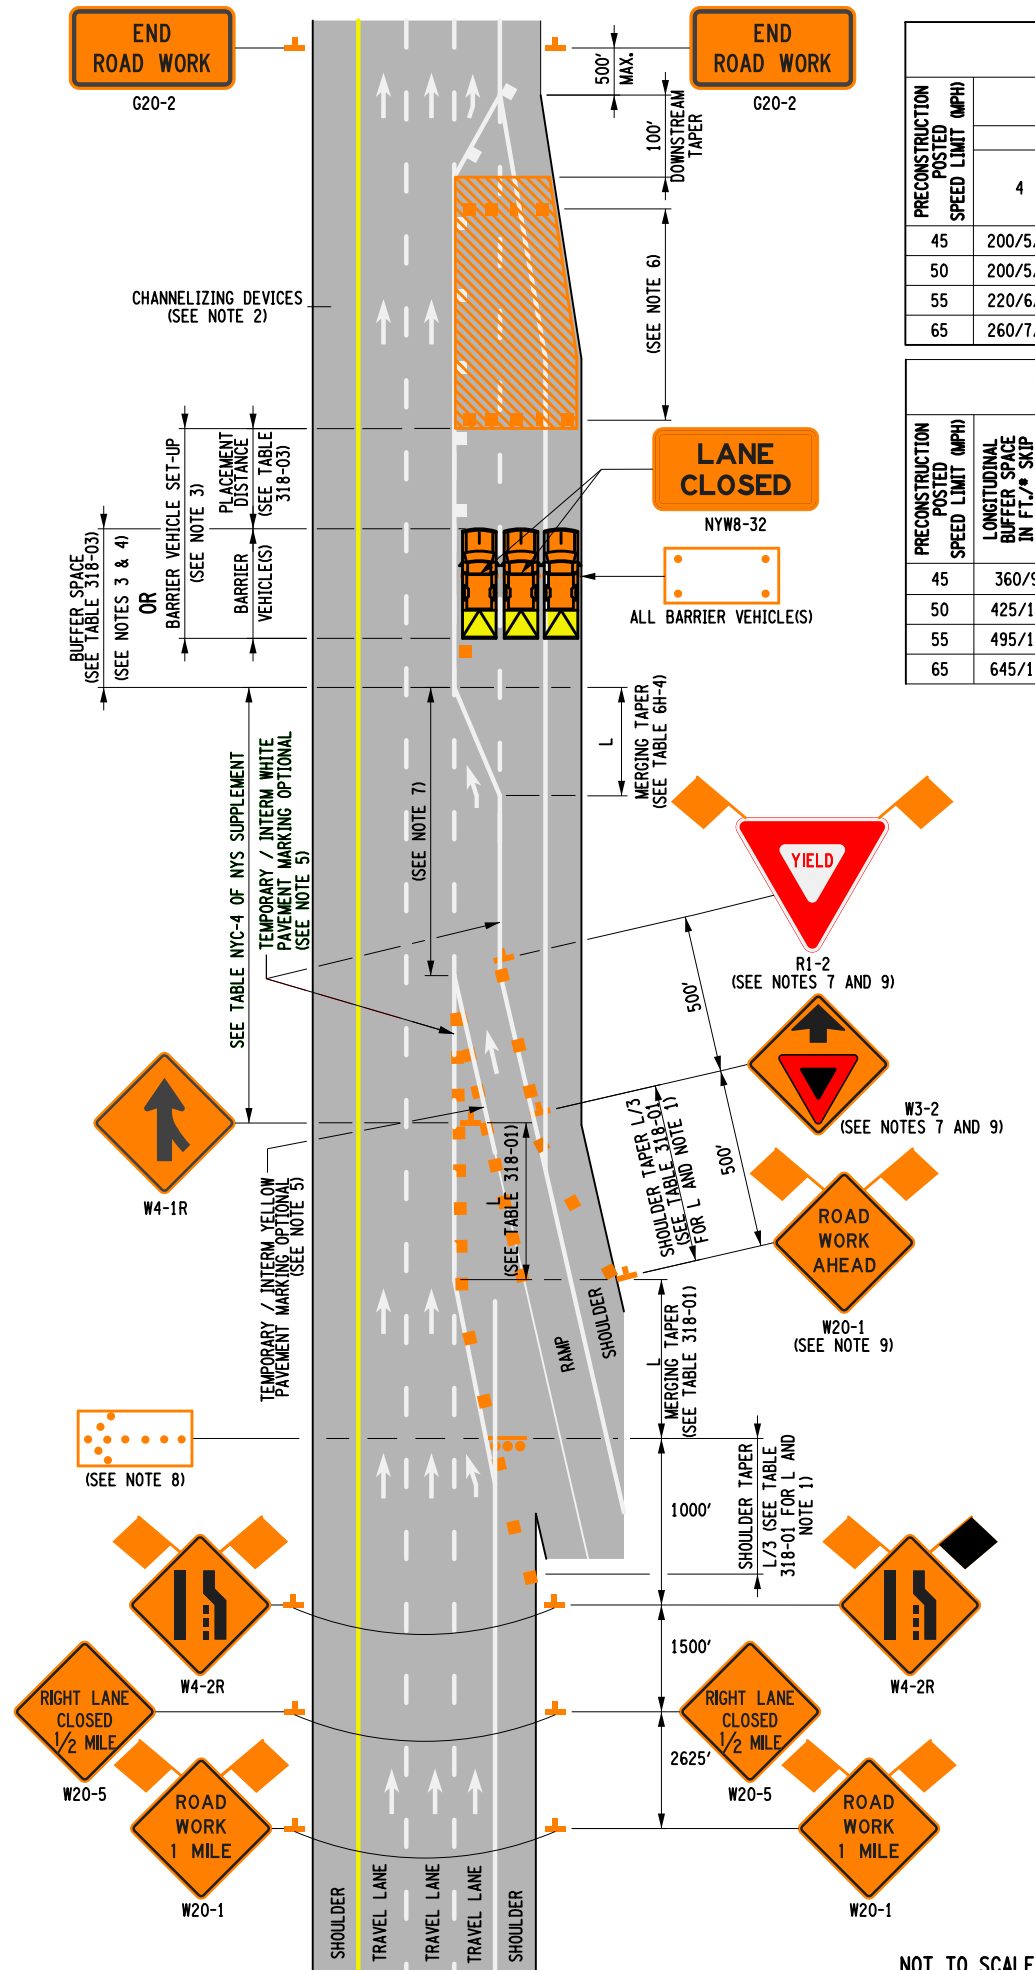 END
ROAD WORK
G20-2
END
ROAD WORK
G20-2
500'
MAX.
100'
DOWNSTREAM
TAPER
(SEE NOTE 6)
CHANNELIZING DEVICES
(SEE NOTE 2)
PRECONSTRUCTION
POSTED
SPEED LIMIT (MPH)
4
45
200/5
50
200/5
55
220/6
65
260/7
PRECONSTRUCTION
POSTED
SPEED LIMIT (MPH)
LONGITUDINAL
BUFFER SPACE
IN FT./# SKIP
45
360/9
50
425/1
55
495/1
65
645/1
BUFFER SPACE
(SEE TABLE 318-03)
(SEE NOTES 3 & 4)
OR
BARRIER VEHICLE SET-UP
(SEE NOTE 3)
PLACEMENT
DISTANCE
(SEE TABLE
318-03)
BARRIER
VEHICLE(S)
LANE
CLOSED
NYW8-32
ALL BARRIER VEHICLE(S)
L
MERGING TAPER
(SEE TABLE 6H-4)
(SEE NOTE 7)
SEE TABLE NYC-4 OF NYS SUPPLEMENT
TEMPORARY / INTERM WHITE
PAVEMENT MARKING OPTIONAL
(SEE NOTE 5)
YIELD
R1-2
(SEE NOTES 7 AND 9)
500'
W3-2
(SEE NOTES 7 AND 9)
500'
W4-1R
TEMPORARY / INTERM YELLOW
PAVEMENT MARKING OPTIONAL
(SEE NOTE 5)
L
(SEE TABLE 318-01)
SHOULDER TAPER L/3
(SEE TABLE 318-01
FOR L AND NOTE 1)
ROAD
WORK
AHEAD
W20-1
(SEE NOTE 9)
RAMP
SHOULDER
L
MERGING TAPER
(SEE TABLE 318-01)
(SEE NOTE 8)
1000'
SHOULDER TAPER
L/3 (SEE TABLE
318-01 FOR L AND
NOTE 1)
W4-2R
W4-2R
1500'
RIGHT LANE
CLOSED
1/2 MILE
W20-5
RIGHT LANE
CLOSED
1/2 MILE
W20-5
2625'
ROAD
WORK
1 MILE
W20-1
ROAD
WORK
1 MILE
W20-1
SHOULDER
TRAVEL LANE
TRAVEL LANE
TRAVEL LANE
SHOULDER
NOT TO SCALE